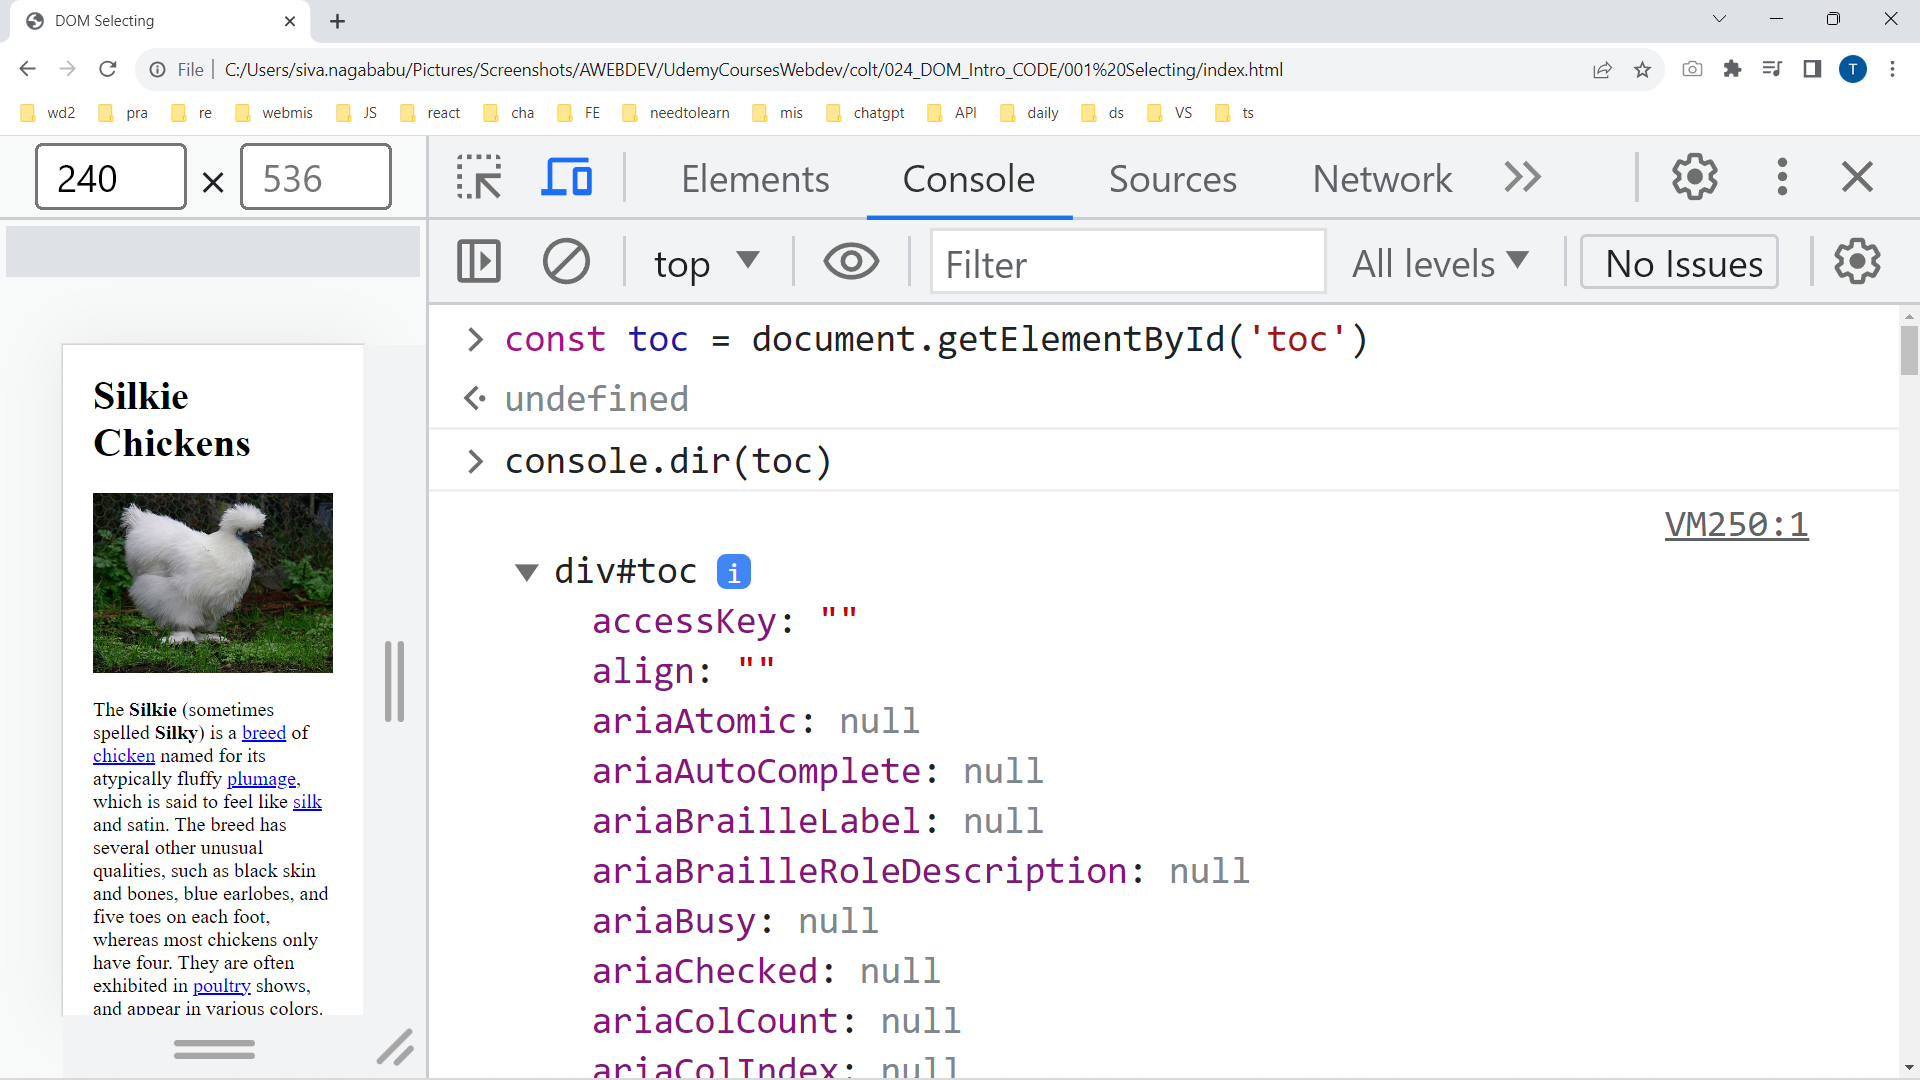 DOM Selecting
File
C:/Users/siva.nagababu/Pictures/Screenshots/AWEBDEV/UdemyCoursesWebdev/colt/024_DOM_Intro_CODE/001%20Selecting/index.html
T
wd2 pra re webmis JS react cha FE needtolearn mis chatgpt API daily ds VS ts
240 × 536
Elements Console Sources Network
top Filter All levels No Issues
Silkie
Chickens
The Silkie (sometimes
spelled Silky) is a breed of
chicken named for its
atypically fluffy plumage,
which is said to feel like silk
and satin. The breed has
several other unusual
qualities, such as black skin
and bones, blue earlobes, and
five toes on each foot,
whereas most chickens only
have four. They are often
exhibited in poultry shows,
and appear in various colors.
const toc = document.getElementById('toc')
undefined
console.dir(toc)
VM250:1
div#toc i
accessKey: ""
align: ""
ariaAtomic: null
ariaAutoComplete: null
ariaBrailleLabel: null
ariaBrailleRoleDescription: null
ariaBusy: null
ariaChecked: null
ariaColCount: null
ariaColIndex: null